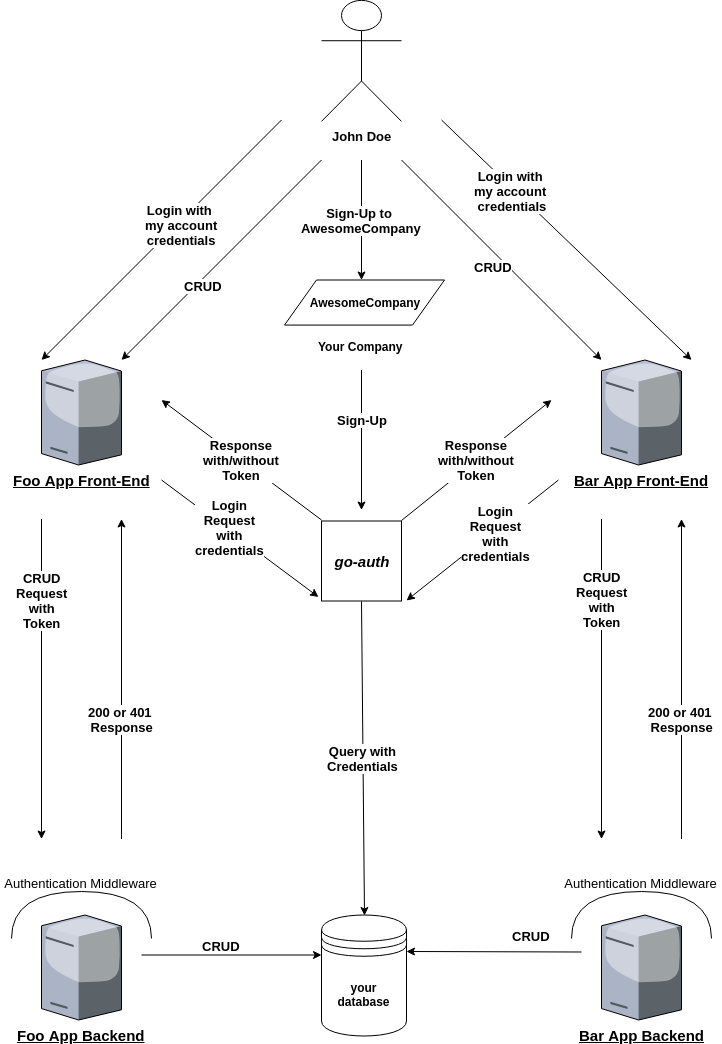 John Doe
Login with
my account
credentials
Login with
my account
credentials
Sign-Up to
AwesomeCompany
CRUD
CRUD
AwesomeCompany
Your Company
Sign-Up
Response
with/without
Token
Response
with/without
Token
Foo App Front-End
Bar App Front-End
Login
Request
with
credentials
Login
Request
with
credentials
go-auth
CRUD
Request
with
Token
CRUD
Request
with
Token
200 or 401
Response
200 or 401
Response
Query with
Credentials
Authentication Middleware
Authentication Middleware
CRUD
CRUD
your
database
Foo App Backend
Bar App Backend